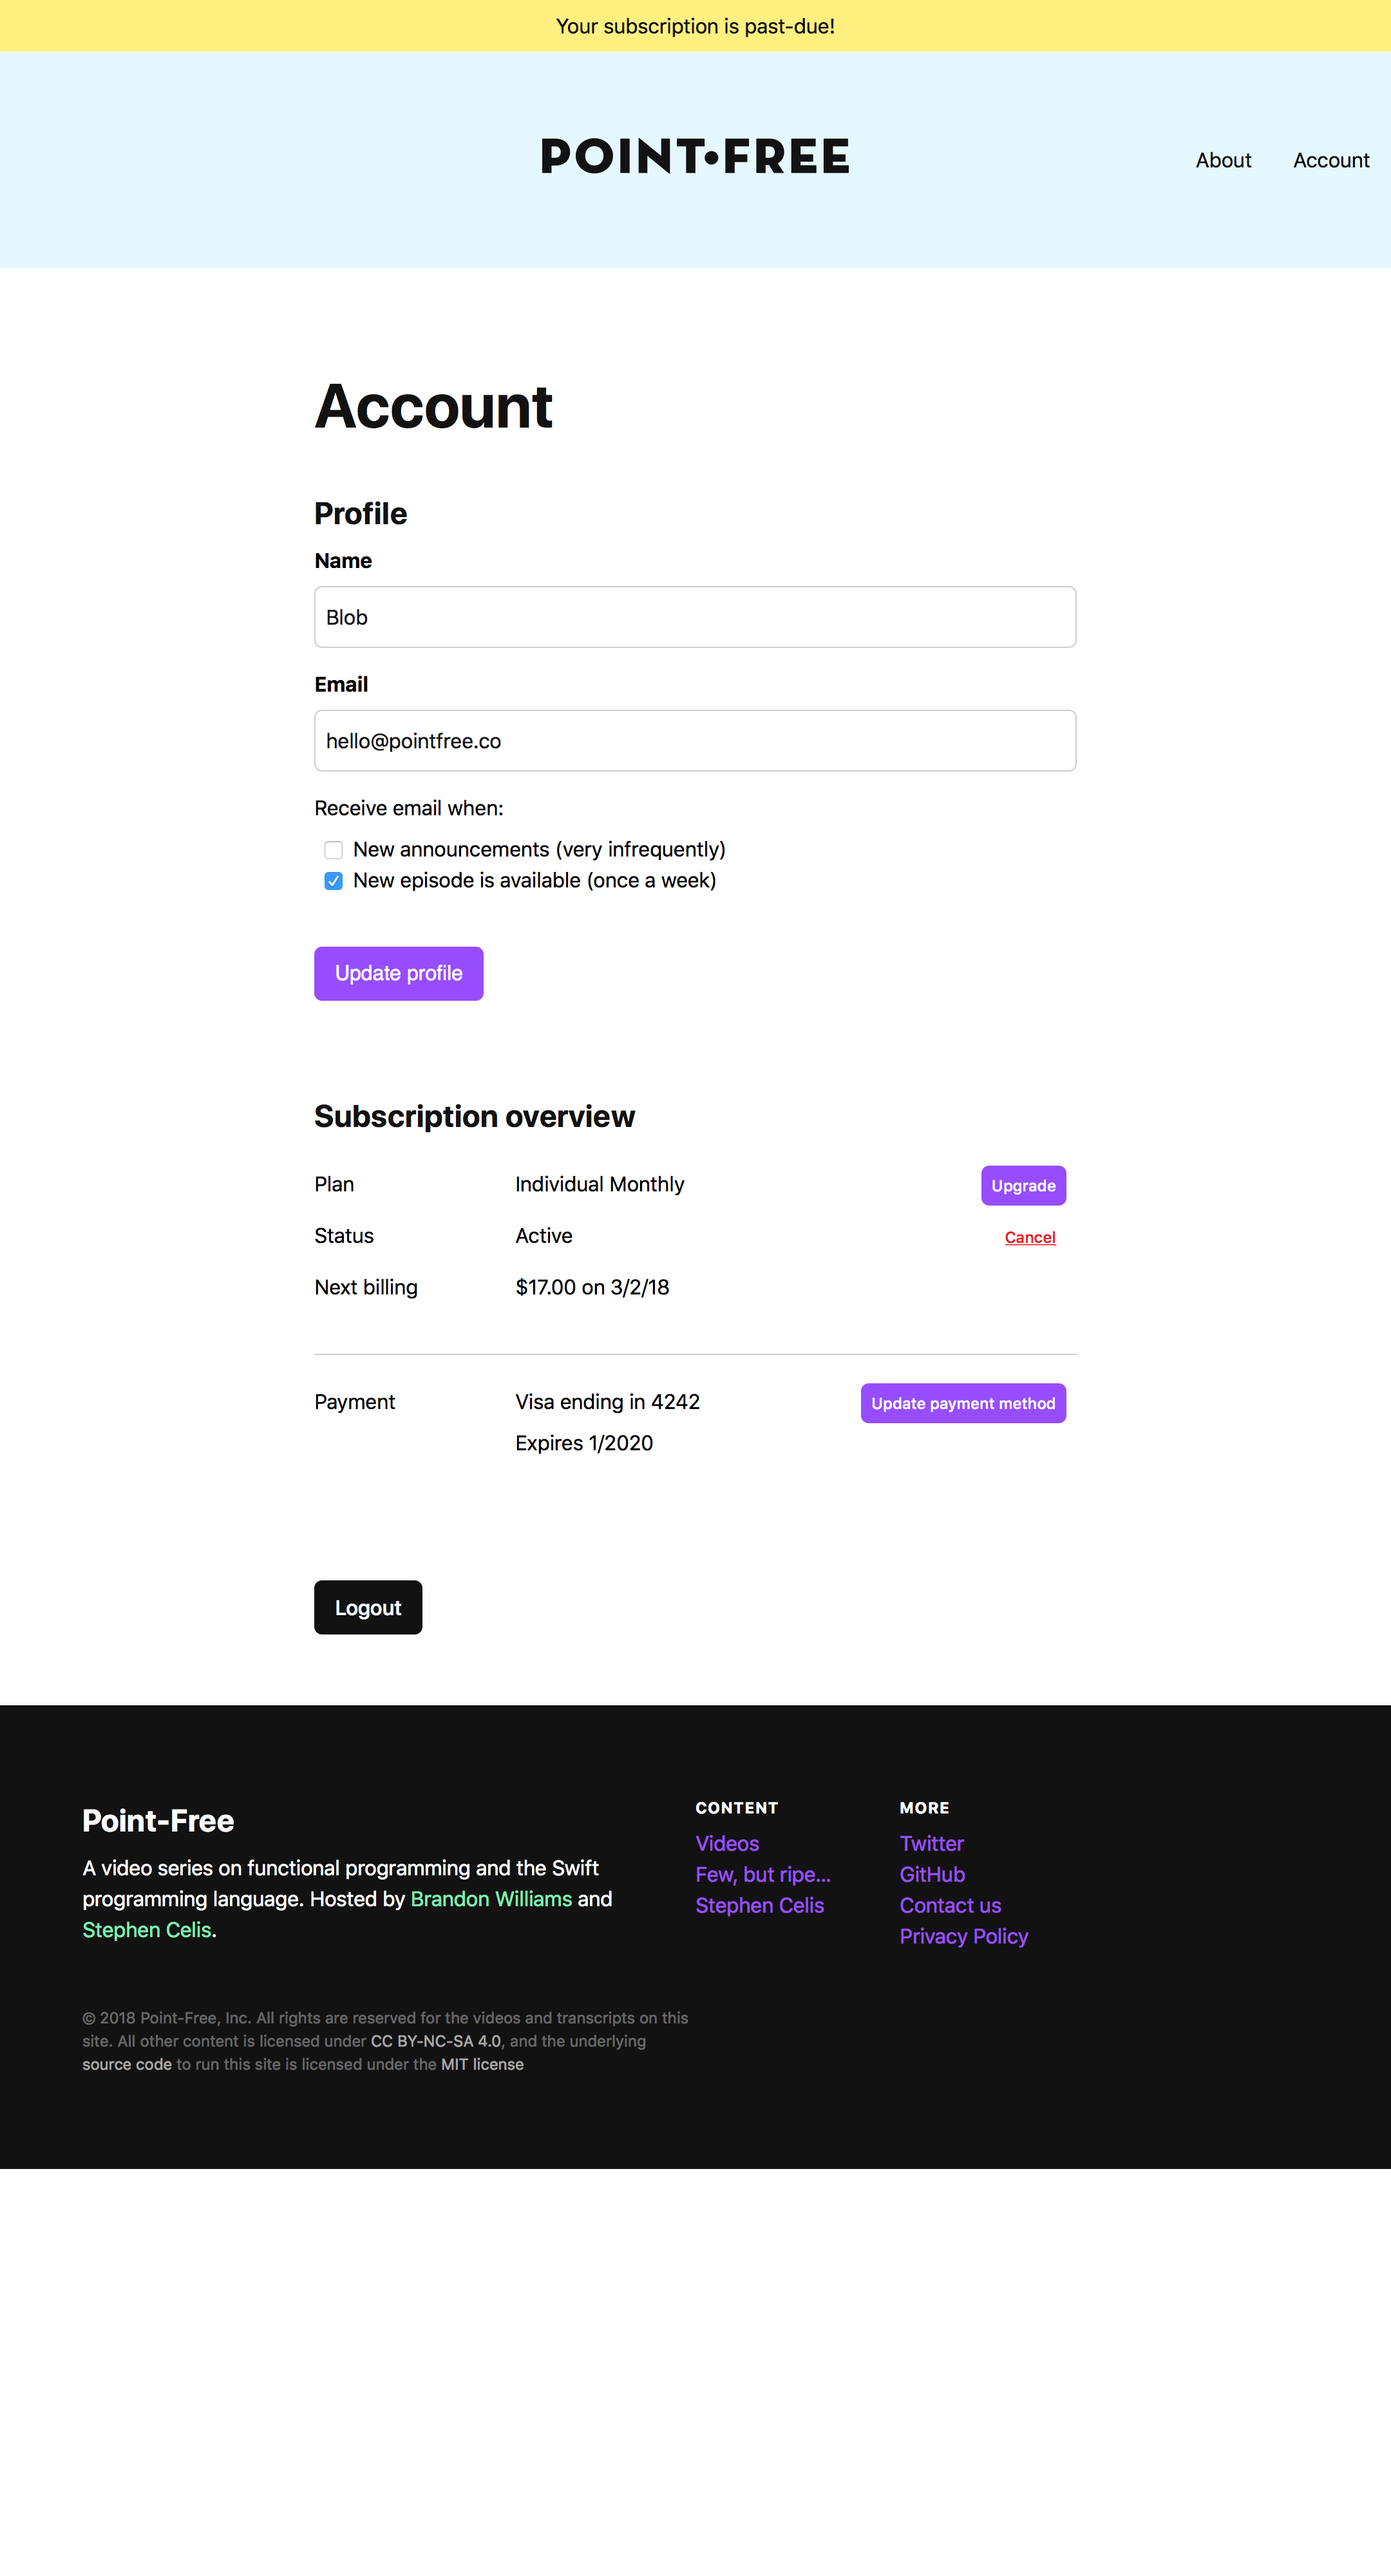 Your subscription is past-due!
POINT•FREE
About Account
Account
Profile
Name
Blob
Email
hello@pointfree.co
Receive email when:
New announcements (very infrequently)
New episode is available (once a week)
Update profile
Subscription overview
Plan Individual Monthly Upgrade
Status Active Cancel
Next billing $17.00 on 3/2/18
Payment Visa ending in 4242 Update payment method
Expires 1/2020
Logout
Point-Free
A video series on functional programming and the Swift
programming language. Hosted by Brandon Williams and
Stephen Celis.
CONTENT
Videos
Few, but ripe...
Stephen Celis
MORE
Twitter
GitHub
Contact us
Privacy Policy
© 2018 Point-Free, Inc. All rights are reserved for the videos and transcripts on this
site. All other content is licensed under CC BY-NC-SA 4.0, and the underlying
source code to run this site is licensed under the MIT license